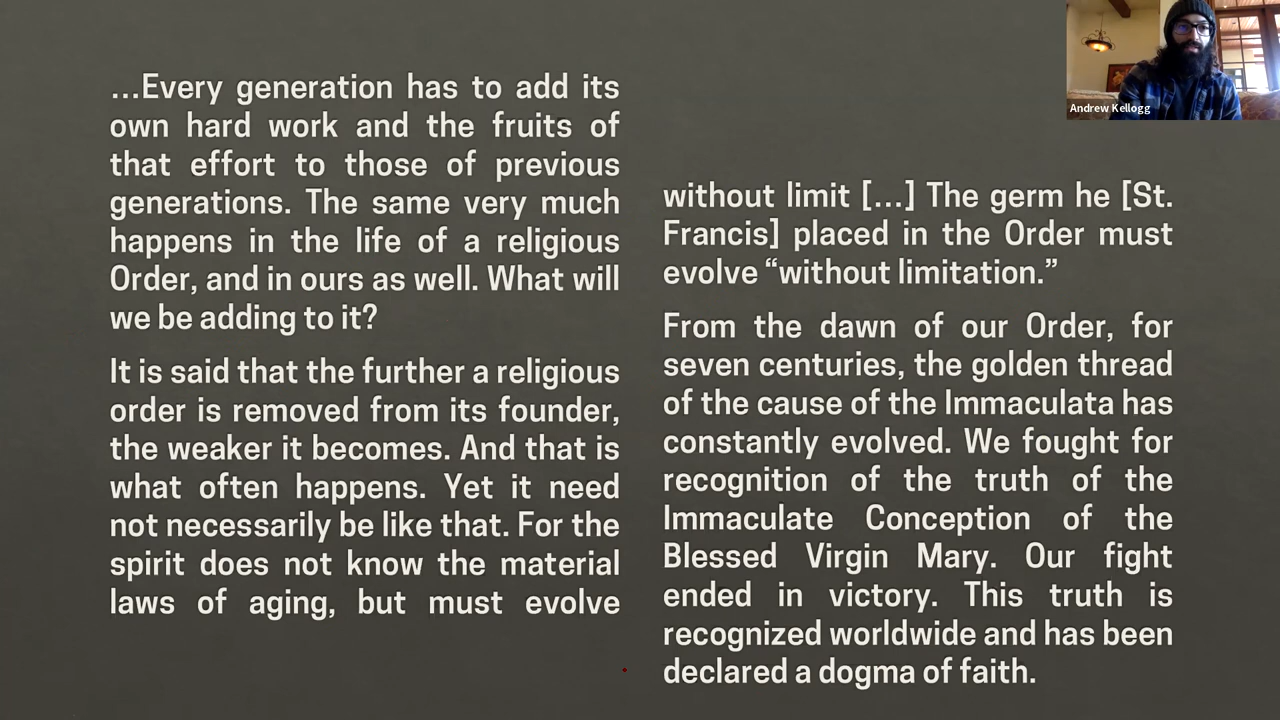 …Every generation has to add its
own hard work and the fruits of
that effort to those of previous
generations. The same very much
happens in the life of a religious
Order, and in ours as well. What will
we be adding to it?
It is said that the further a religious
order is removed from its founder,
the weaker it becomes. And that is
what often happens. Yet it need
not necessarily be like that. For the
spirit does not know the material
laws of aging, but must evolve
without limit […] The germ he [St.
Francis] placed in the Order must
evolve “without limitation.”
From the dawn of our Order, for
seven centuries, the golden thread
of the cause of the Immaculata has
constantly evolved. We fought for
recognition of the truth of the
Immaculate Conception of the
Blessed Virgin Mary. Our fight
ended in victory. This truth is
recognized worldwide and has been
declared a dogma of faith.
Andrew Kellogg